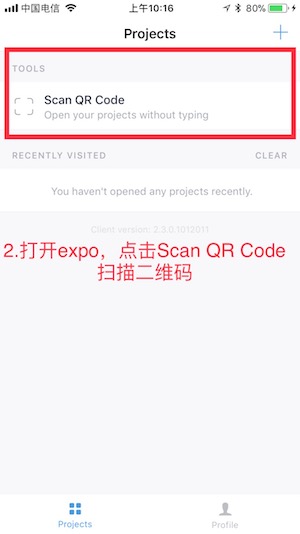 中国电信 上午10:16 80%
Projects
TOOLS
Scan QR Code
Open your projects without typing
RECENTLY VISITED CLEAR
You haven't opened any projects recently.
Client version: 2.3.0.1012011
2.打开expo，点击Scan QR Code
扫描二维码
Projects Profile